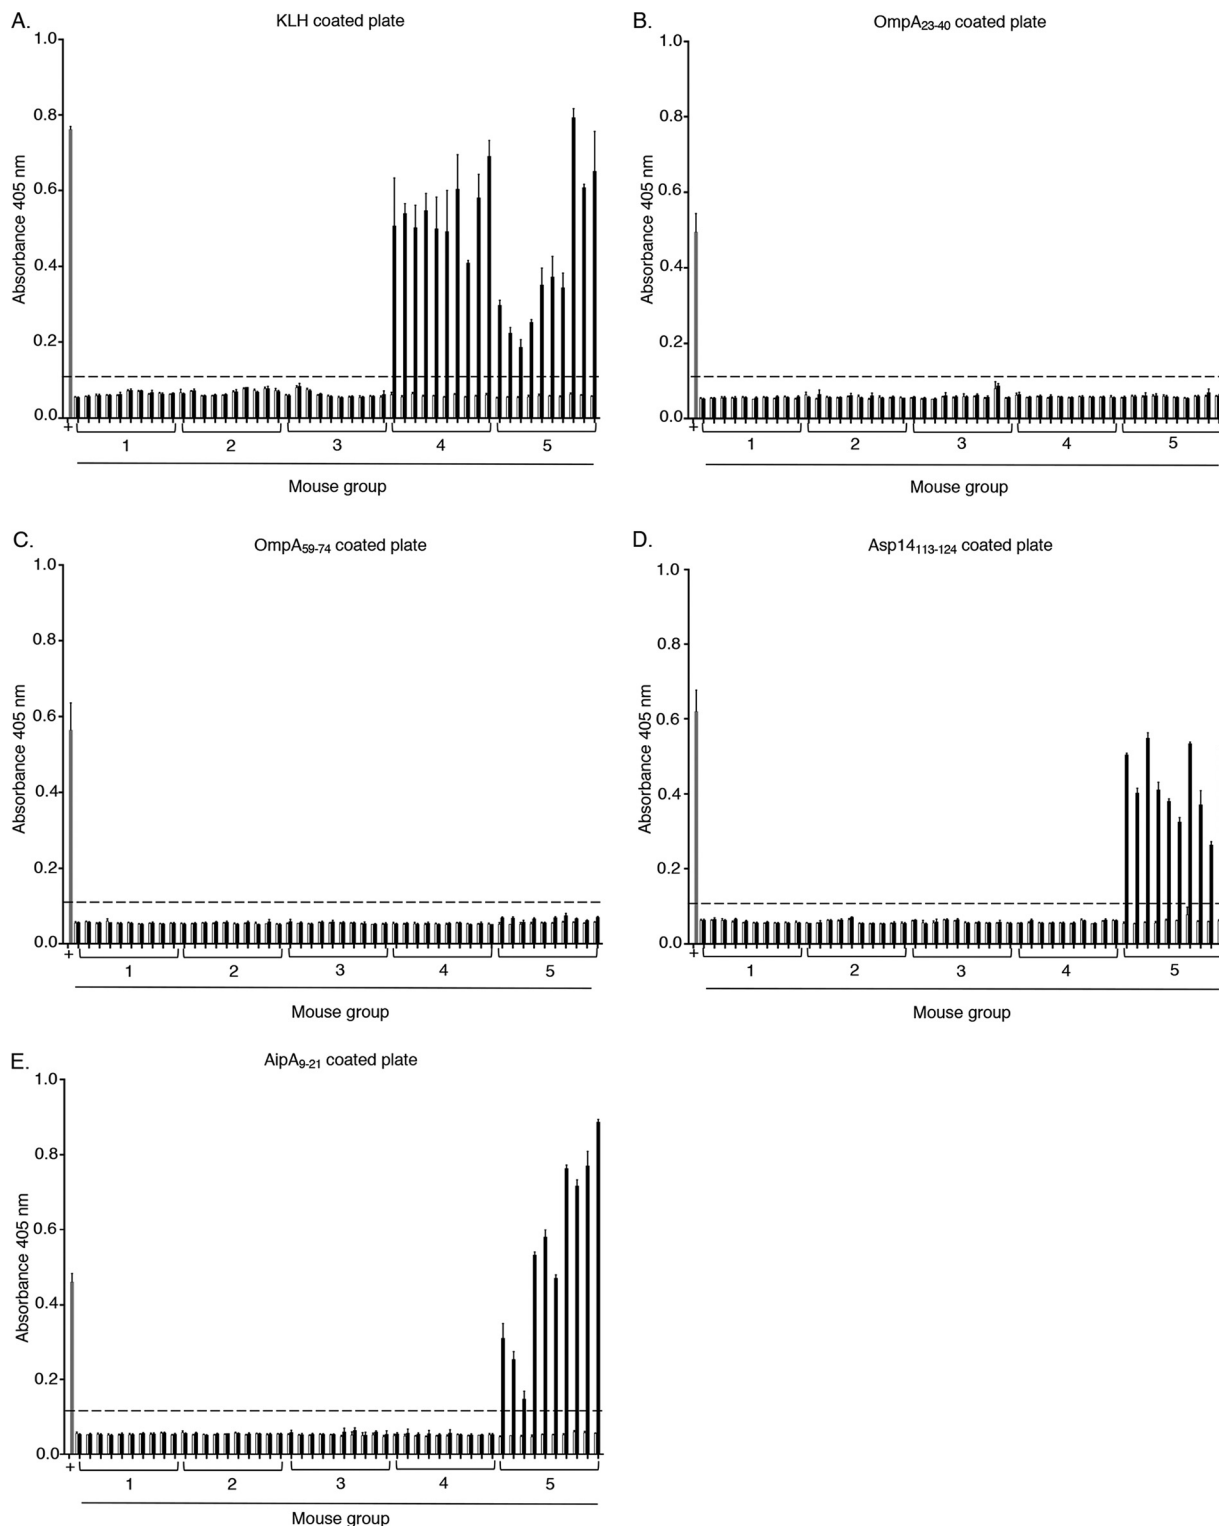 A.
KLH coated plate
Absorbance 405 nm
1.0
0.8
0.6
0.4
0.2
0.0
+
1 2 3 4 5
Mouse group
B.
OmpA23-40 coated plate
Absorbance 405 nm
1.0
0.8
0.6
0.4
0.2
0.0
+
1 2 3 4 5
Mouse group
C.
OmpA59-74 coated plate
Absorbance 405 nm
1.0
0.8
0.6
0.4
0.2
0.0
+
1 2 3 4 5
Mouse group
D.
Asp14113-124 coated plate
Absorbance 405 nm
1.0
0.8
0.6
0.4
0.2
0.0
+
1 2 3 4 5
Mouse group
E.
AipA9-21 coated plate
Absorbance 405 nm
1.0
0.8
0.6
0.4
0.2
0.0
+
1 2 3 4 5
Mouse group